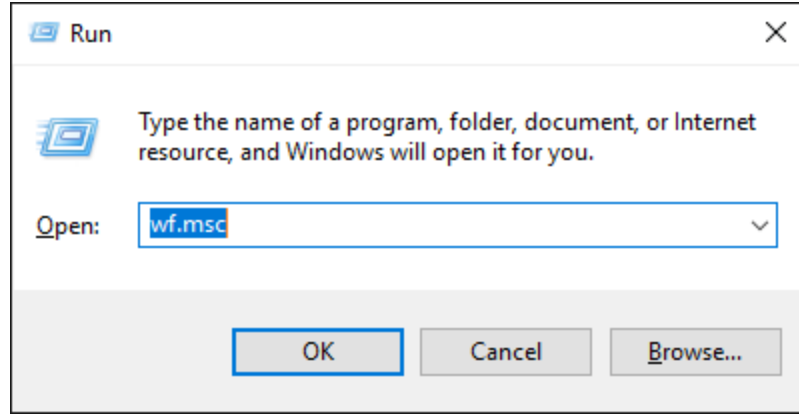 Run
Type the name of a program, folder, document, or Internet
resource, and Windows will open it for you.
Open: wf.msc
OK Cancel Browse...